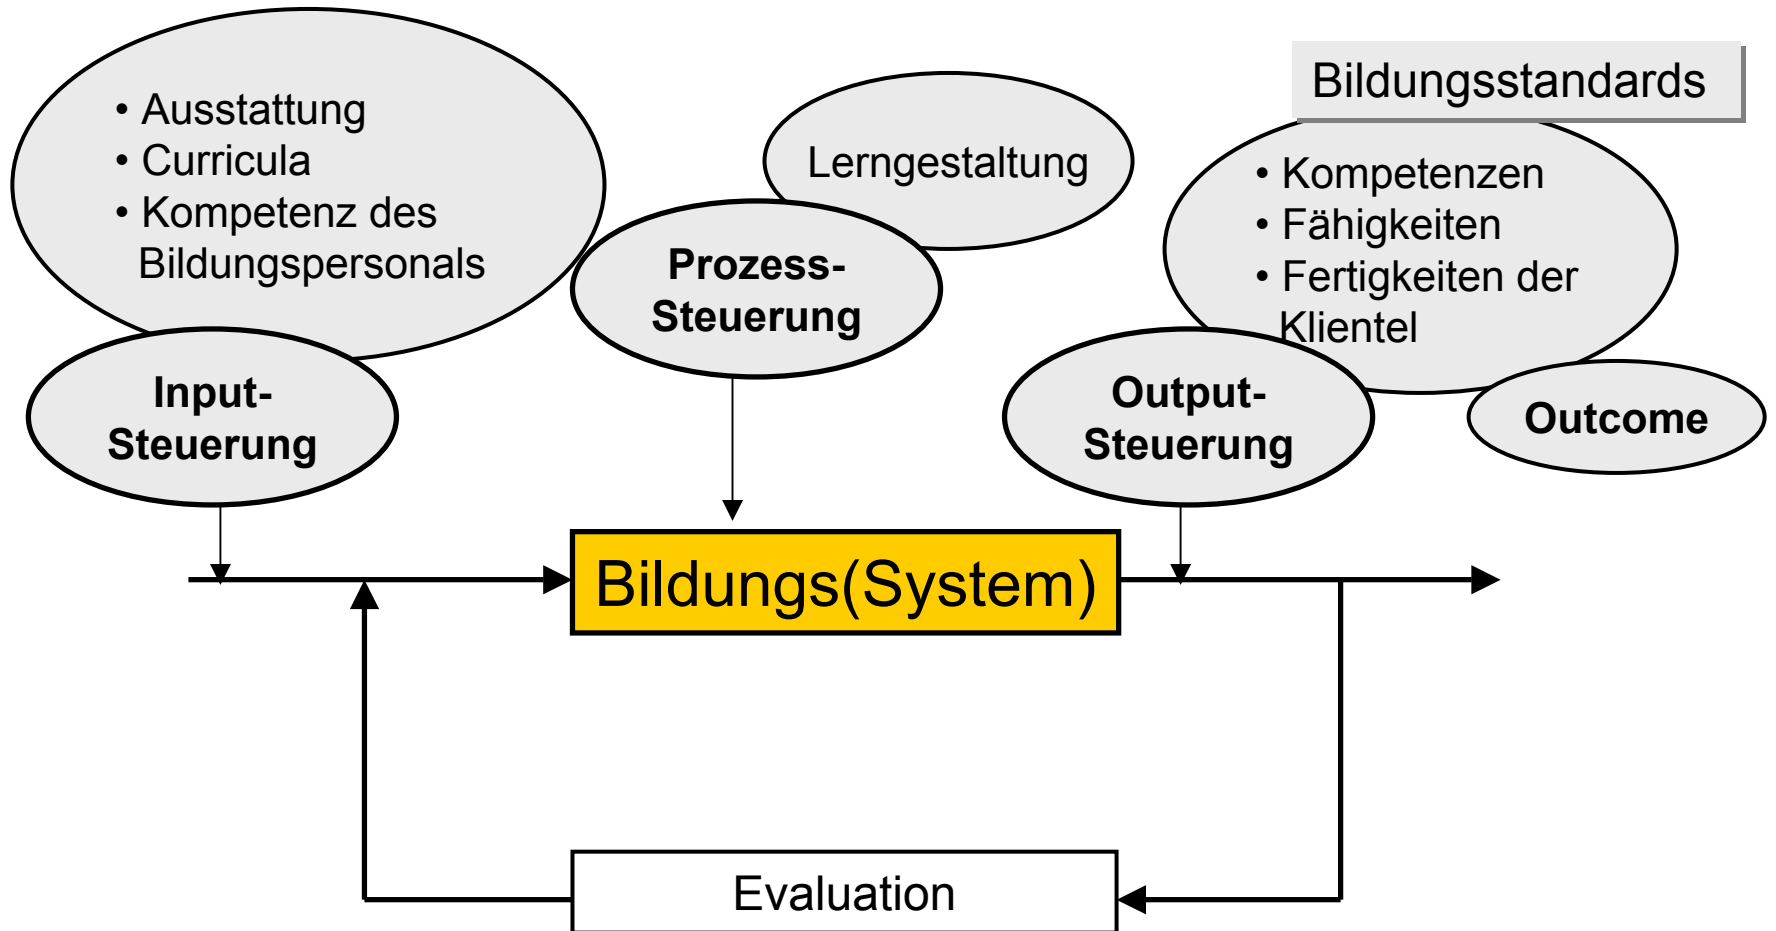 • Ausstattung
• Curricula
• Kompetenz des
Bildungspersonals
Input-
Steuerung
Lerngestaltung
Prozess-
Steuerung
Bildungsstandards
• Kompetenzen
• Fähigkeiten
• Fertigkeiten der
Klientel
Output-
Steuerung
Outcome
Bildungs(System)
Evaluation